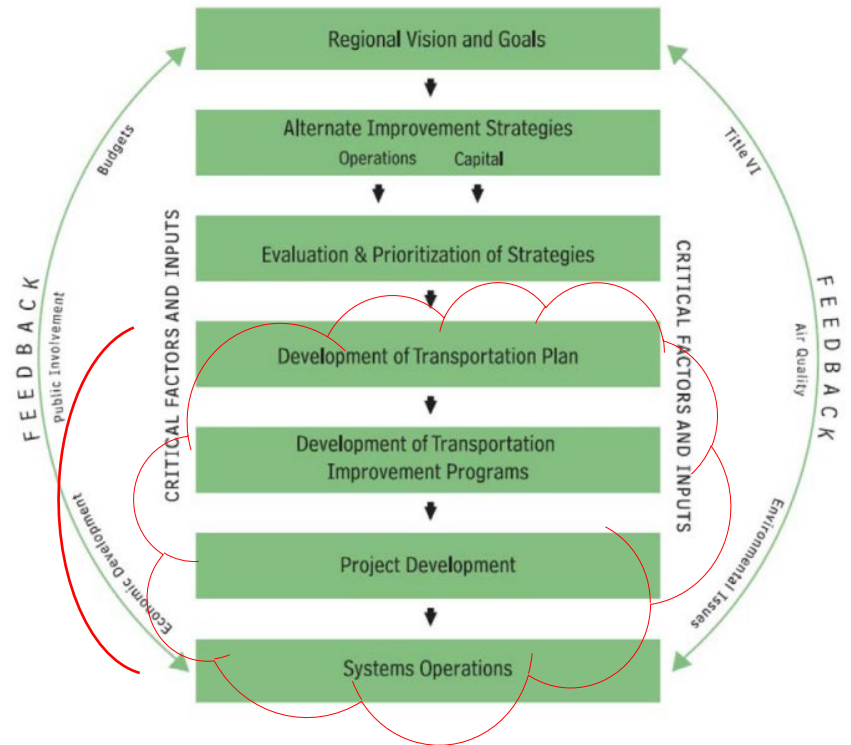 Regional Vision and Goals
Alternate Improvement Strategies
Operations Capital
Evaluation & Prioritization of Strategies
Development of Transportation Plan
Development of Transportation
Improvement Programs
Project Development
Systems Operations
CRITICAL FACTORS AND INPUTS
CRITICAL FACTORS AND INPUTS
FEEDBACK
Budgets
Public Involvement
Economic Development
FEEDBACK
Title VI
Air Quality
Environmental Issues